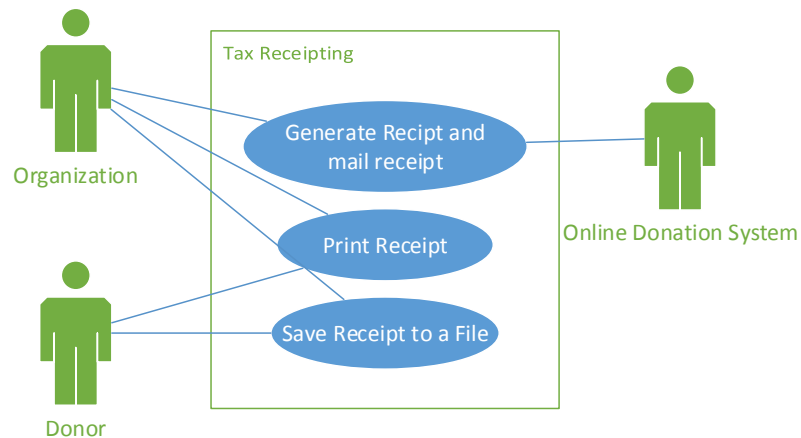 Tax Receipting
Generate Recipt and
mail receipt
Organization
Online Donation System
Print Receipt
Save Receipt to a File
Donor